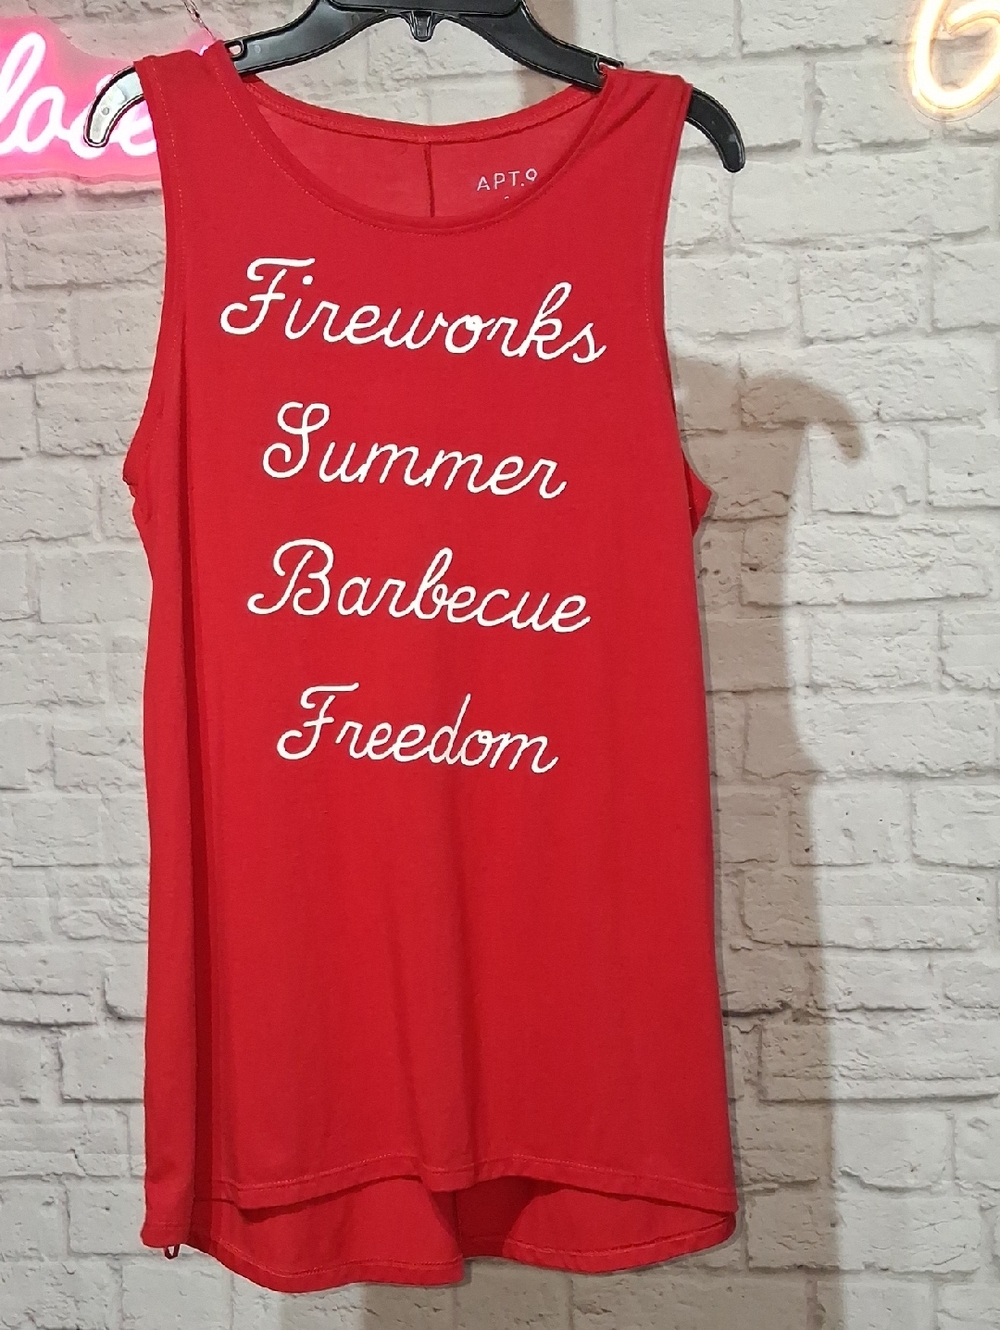 APT.9
Fireworks
Summer
Barbecue
Freedom